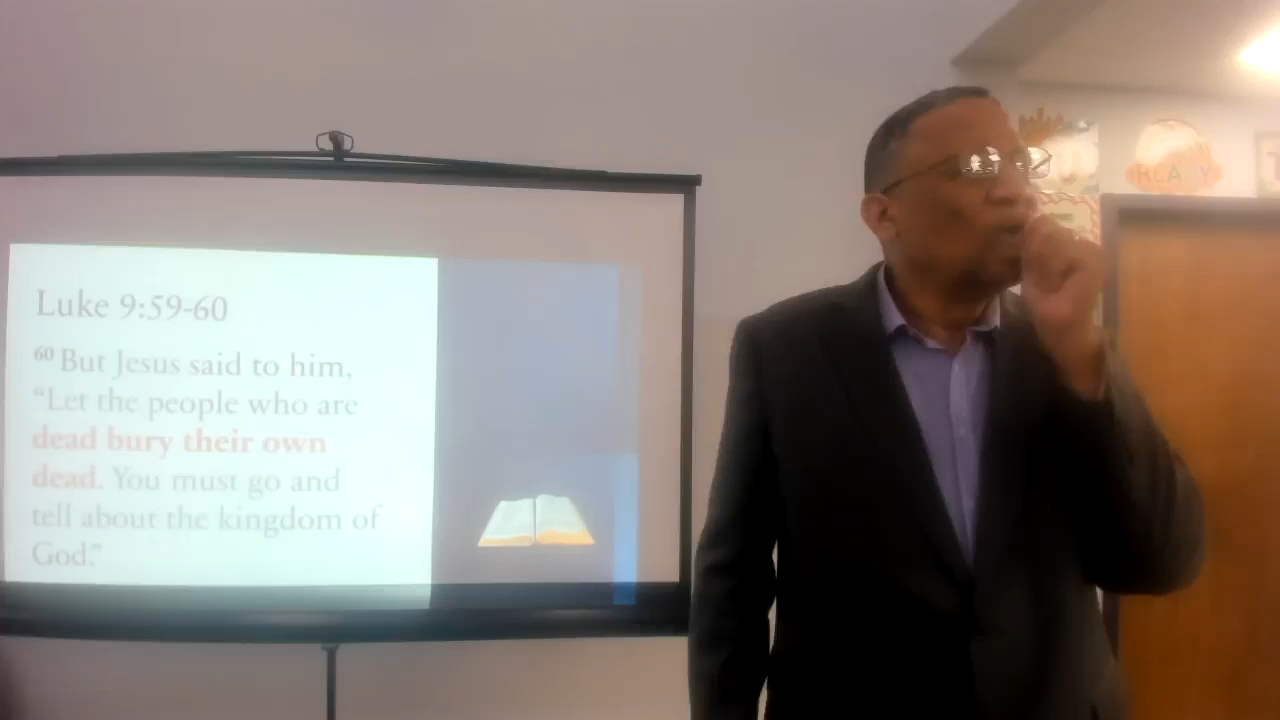 Luke 9:59-60
60 But Jesus said to him,
“Let the people who are
dead bury their own
dead. You must go and
tell about the kingdom of
God.”
READY